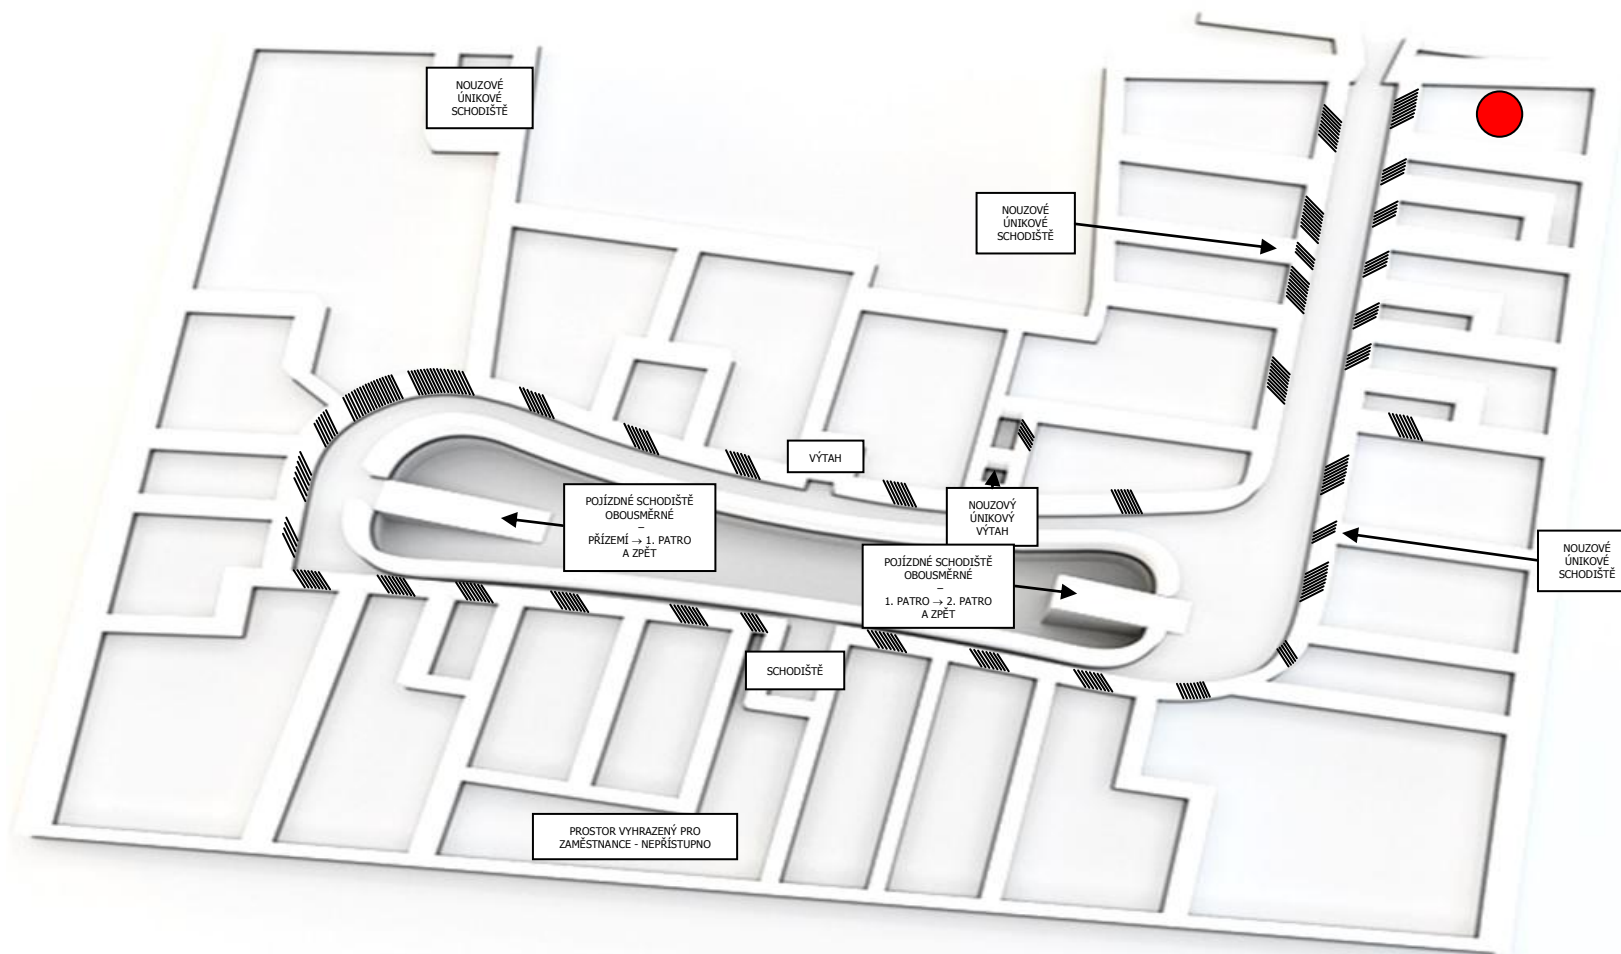 NOUZOVÉ
ÚNIKOVÉ
SCHODIŠTĚ
NOUZOVÉ
ÚNIKOVÉ
SCHODIŠTĚ
VÝTAH
POJÍZDNÉ SCHODIŠTĚ
OBOUSMĚRNÉ
–
PŘÍZEMÍ → 1. PATRO
A ZPĚT
NOUZOVÝ
ÚNIKOVÝ
VÝTAH
POJÍZDNÉ SCHODIŠTĚ
OBOUSMĚRNÉ
–
1. PATRO → 2. PATRO
A ZPĚT
NOUZOVÉ
ÚNIKOVÉ
SCHODIŠTĚ
SCHODIŠTĚ
PROSTOR VYHRAZENÝ PRO
ZAMĚSTNANCE - NEPŘÍSTUPNO